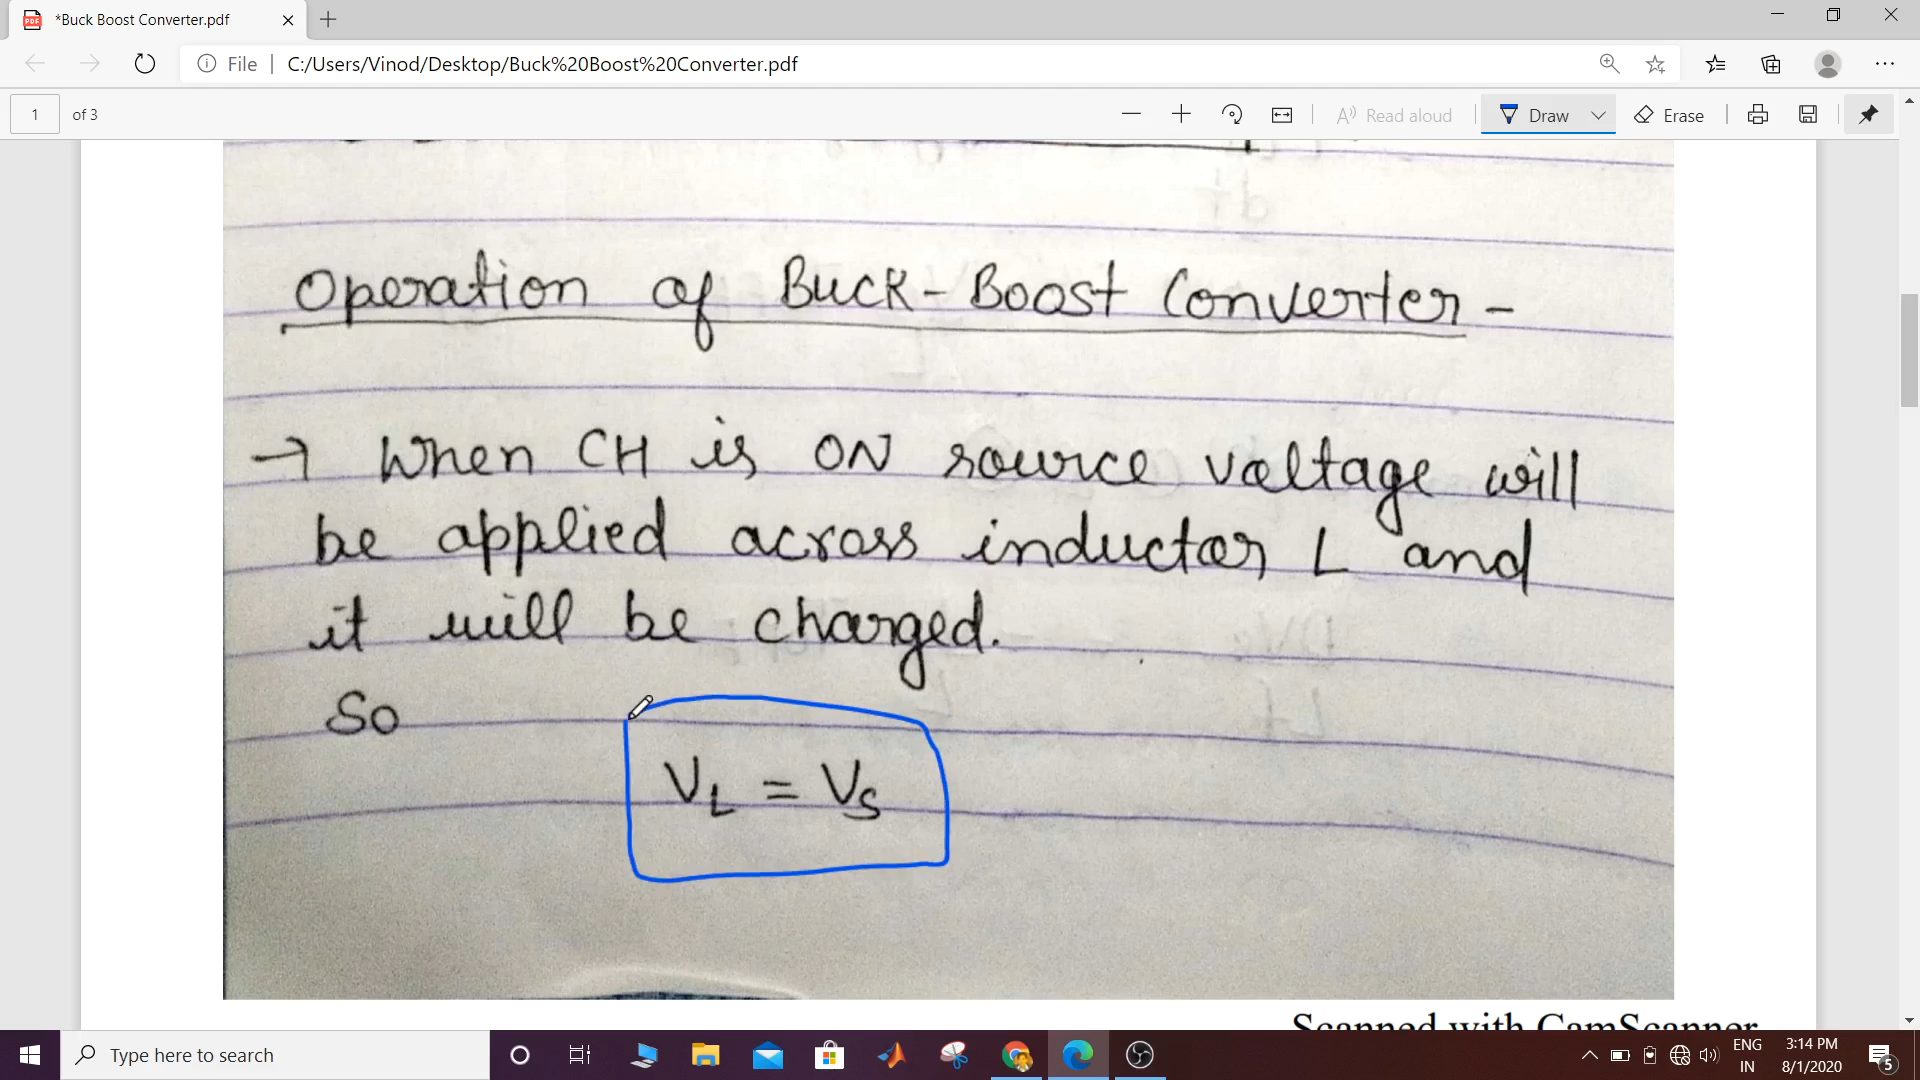 *Buck Boost Converter.pdf
File
C:/Users/Vinod/Desktop/Buck%20Boost%20Converter.pdf
1 of 3
Read aloud
Draw
Erase
Operation of Buck-Boost Converter -
→ When CH is ON source voltage will
be applied across inductor L and
it will be charged.
So
VL = VS
Scanned with CamScanner
Type here to search
ENG
IN
3:14 PM
8/1/2020
5